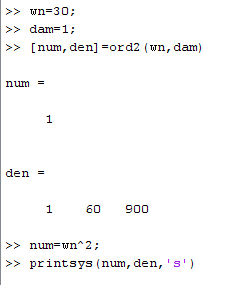 >> wn=30;
>> dam=1;
>> [num,den]=ord2(wn,dam)
num =
1
den =
1 60 900
>> num=wn^2;
>> printsys(num,den,'s')